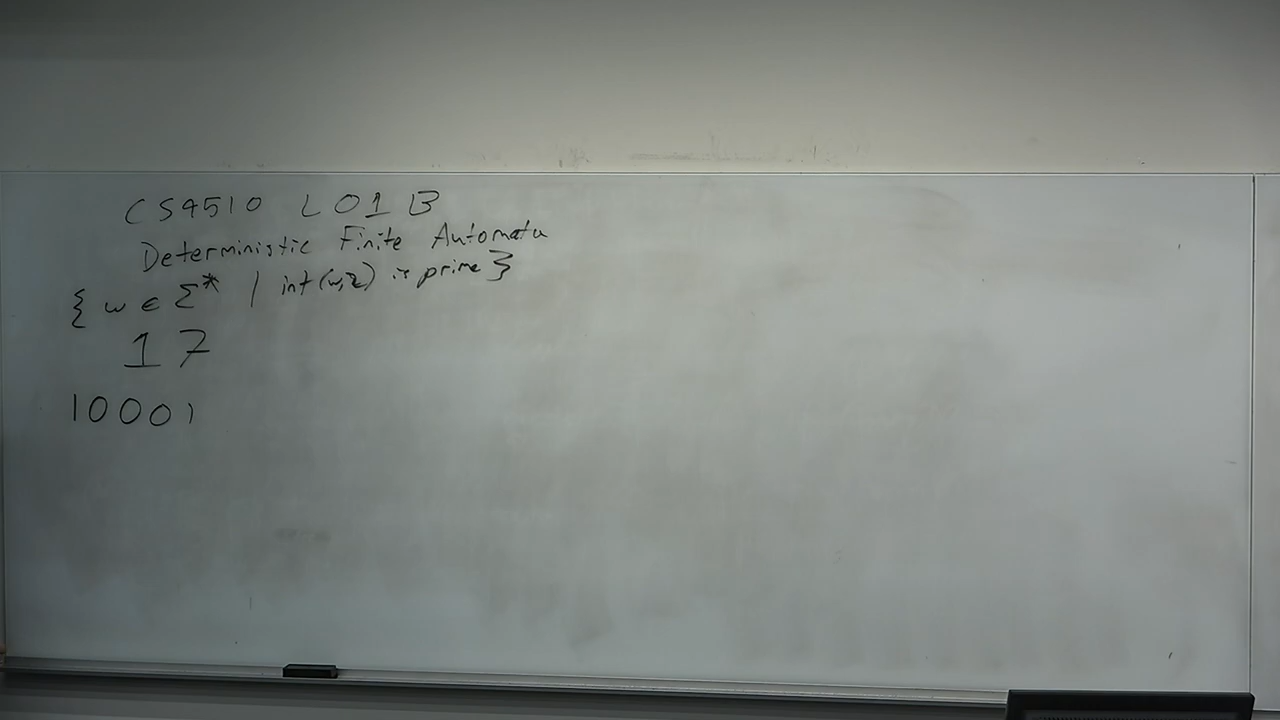 CS4510 L01B
Deterministic Finite Automata
{ w ∈ Σ* | int(w,2) is prime }
17
10001